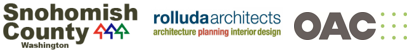 Snohomish
County
Washington
rolludaarchitects
architecture planning interior design
OAC